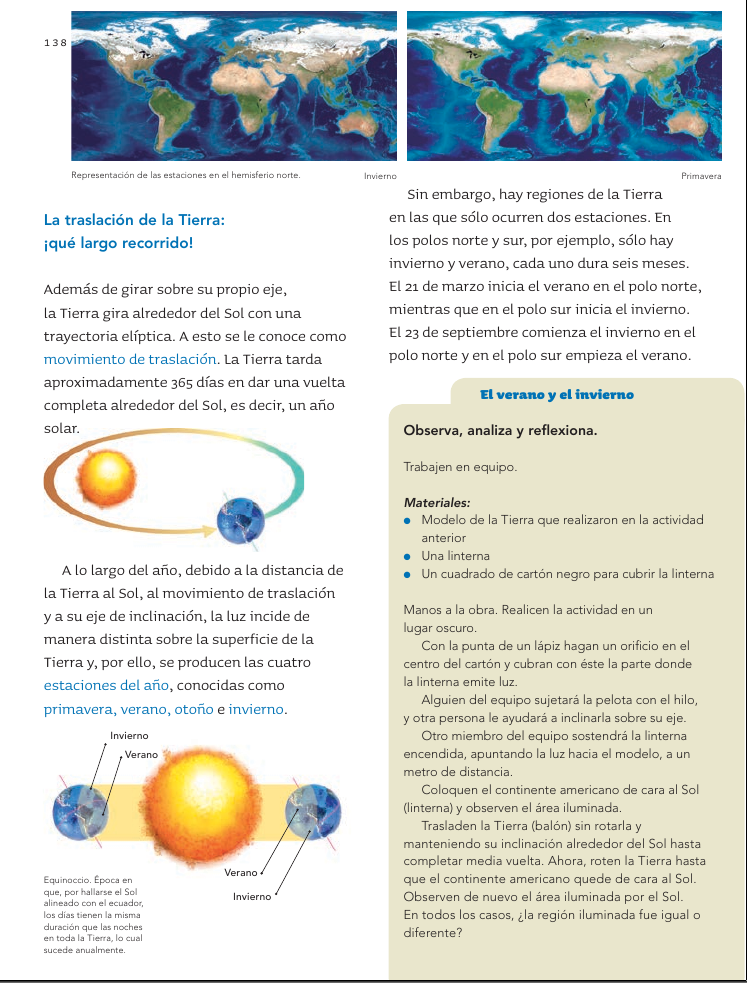 138
Representación de las estaciones en el hemisferio norte.
Invierno
Primavera
La traslación de la Tierra:
¡qué largo recorrido!
Además de girar sobre su propio eje,
la Tierra gira alrededor del Sol con una
trayectoria elíptica. A esto se le conoce como
movimiento de traslación. La Tierra tarda
aproximadamente 365 días en dar una vuelta
completa alrededor del Sol, es decir, un año
solar.
A lo largo del año, debido a la distancia de
la Tierra al Sol, al movimiento de traslación
y a su eje de inclinación, la luz incide de
manera distinta sobre la superficie de la
Tierra y, por ello, se producen las cuatro
estaciones del año, conocidas como
primavera, verano, otoño e invierno.
Invierno
Verano
Verano
Invierno
Equinoccio. Época en
que, por hallarse el Sol
alineado con el ecuador,
los días tienen la misma
duración que las noches
en toda la Tierra, lo cual
sucede anualmente.
Sin embargo, hay regiones de la Tierra
en las que sólo ocurren dos estaciones. En
los polos norte y sur, por ejemplo, sólo hay
invierno y verano, cada uno dura seis meses.
El 21 de marzo inicia el verano en el polo norte,
mientras que en el polo sur inicia el invierno.
El 23 de septiembre comienza el invierno en el
polo norte y en el polo sur empieza el verano.
El verano y el invierno
Observa, analiza y reflexiona.
Trabajen en equipo.
Materiales:
● Modelo de la Tierra que realizaron en la actividad
anterior
● Una linterna
● Un cuadrado de cartón negro para cubrir la linterna
Manos a la obra. Realicen la actividad en un
lugar oscuro.
Con la punta de un lápiz hagan un orificio en el
centro del cartón y cubran con éste la parte donde
la linterna emite luz.
Alguien del equipo sujetará la pelota con el hilo,
y otra persona le ayudará a inclinarla sobre su eje.
Otro miembro del equipo sostendrá la linterna
encendida, apuntando la luz hacia el modelo, a un
metro de distancia.
Coloquen el continente americano de cara al Sol
(linterna) y observen el área iluminada.
Trasladen la Tierra (balón) sin rotarla y
manteniendo su inclinación alrededor del Sol hasta
completar media vuelta. Ahora, roten la Tierra hasta
que el continente americano quede de cara al Sol.
Observen de nuevo el área iluminada por el Sol.
En todos los casos, ¿la región iluminada fue igual o
diferente?